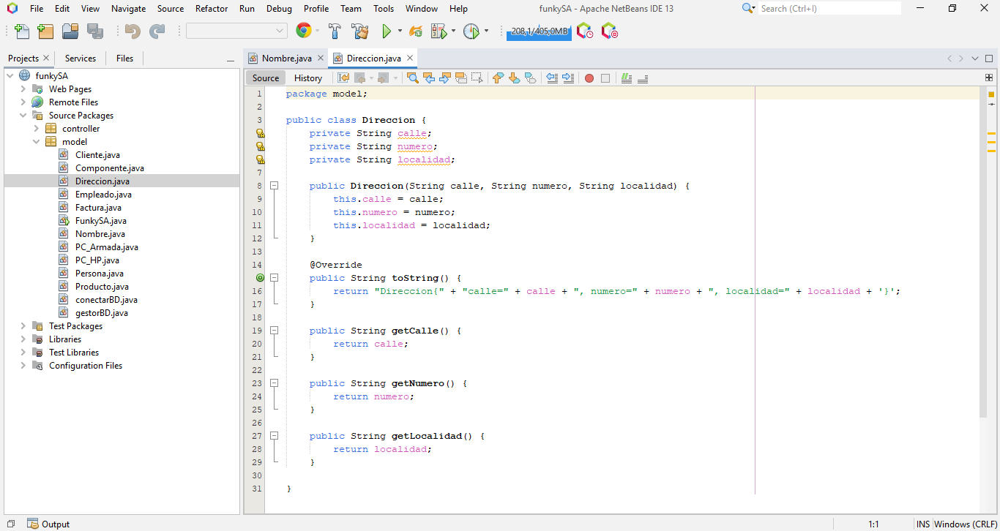 File Edit View Navigate Source Refactor Run Debug Profile Team Tools Window Help funkySA - Apache NetBeans IDE 13 Search (Ctrl+I)
208,1/405,0MB
Projects Services Files
funkySA
Web Pages
Remote Files
Source Packages
controller
model
Cliente.java
Componente.java
Direccion.java
Empleado.java
Factura.java
FunkySA.java
Nombre.java
PC_Armada.java
PC_HP.java
Persona.java
Producto.java
conectarBD.java
gestorBD.java
Test Packages
Libraries
Test Libraries
Configuration Files
Nombre.java Direccion.java
Source History
1 package model;
2
3 public class Direccion {
private String calle;
private String numero;
private String localidad;
7
8 public Direccion(String calle, String numero, String localidad) {
9 this.calle = calle;
10 this.numero = numero;
11 this.localidad = localidad;
12 }
13
14 @Override
public String toString() {
16 return "Direccion{" + "calle=" + calle + ", numero=" + numero + ", localidad=" + localidad + '}';
17 }
18
19 public String getCalle() {
20 return calle;
21 }
22
23 public String getNumero() {
24 return numero;
25 }
26
27 public String getLocalidad() {
28 return localidad;
29 }
30
31 }
Output 1:1 INS Windows (CRLF)